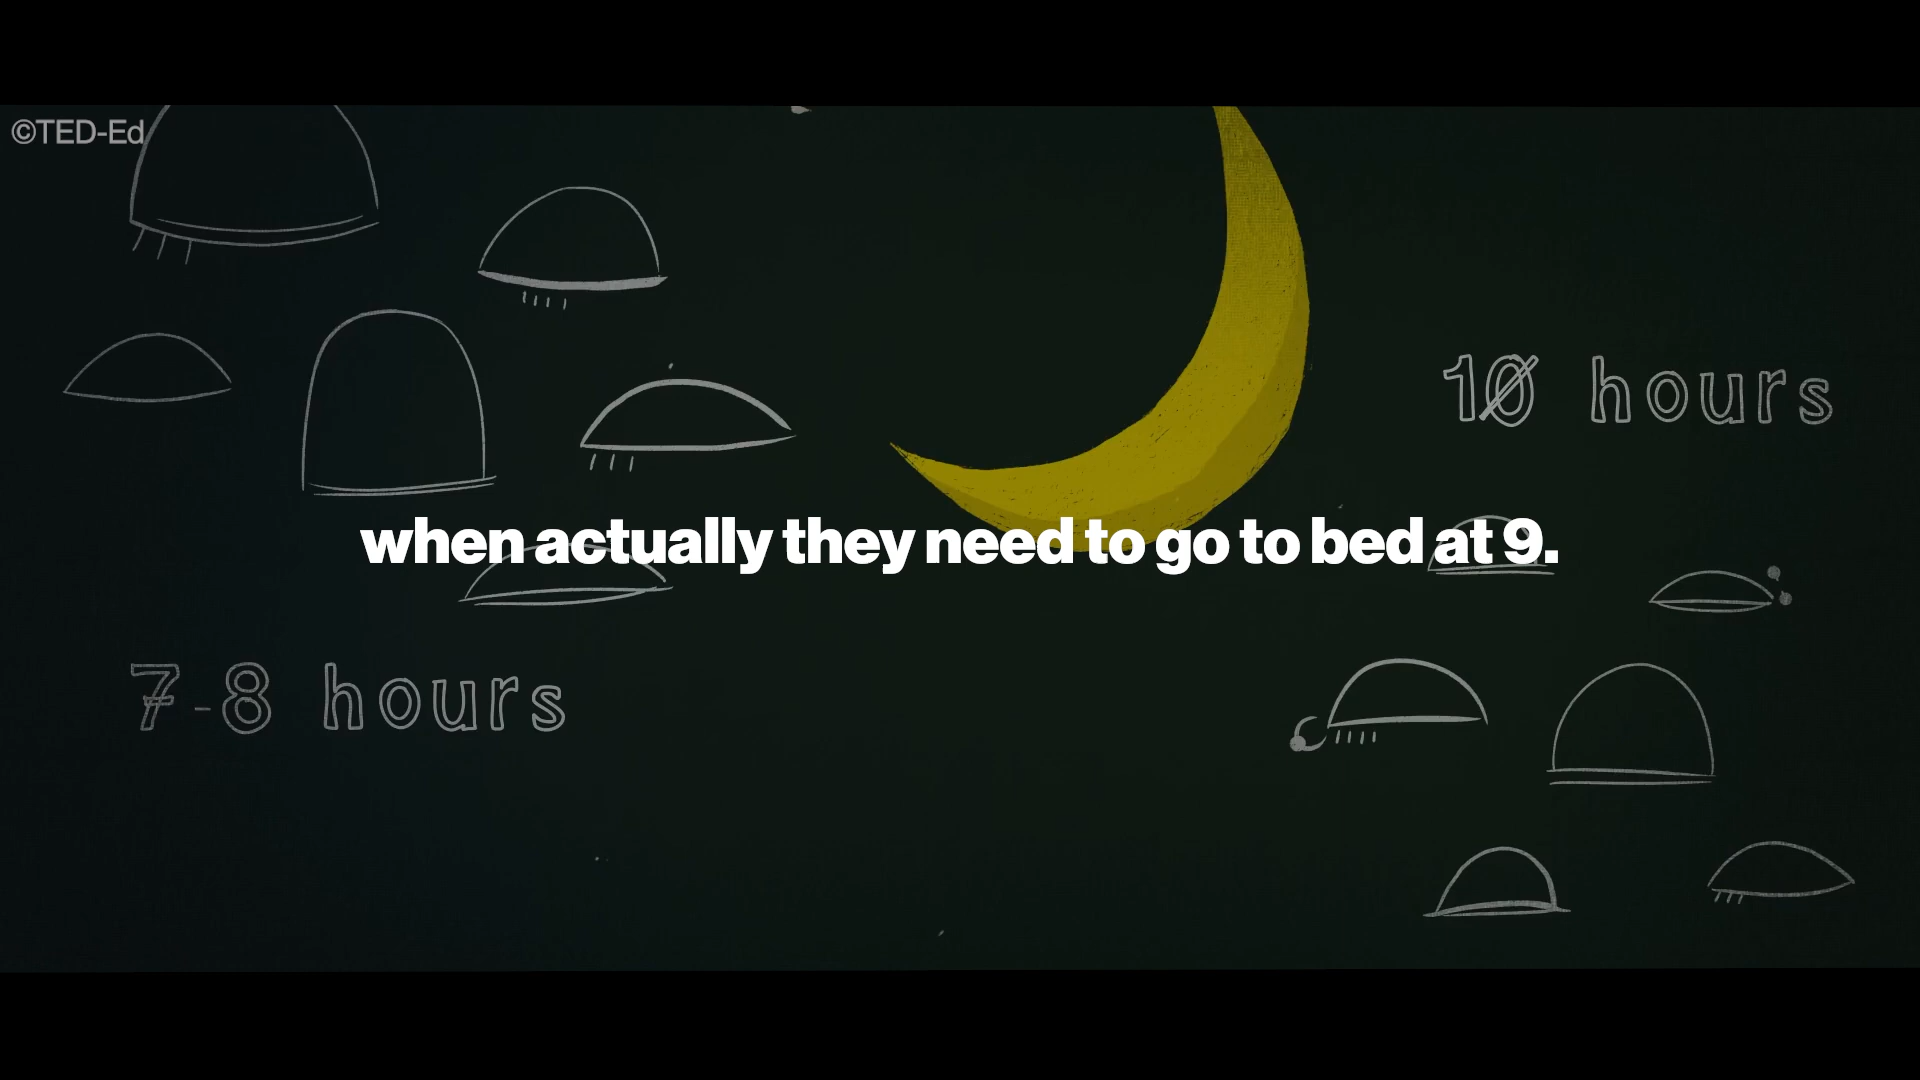 ©TED-Ed
10 hours
when actually they need to go to bed at 9.
7-8 hours